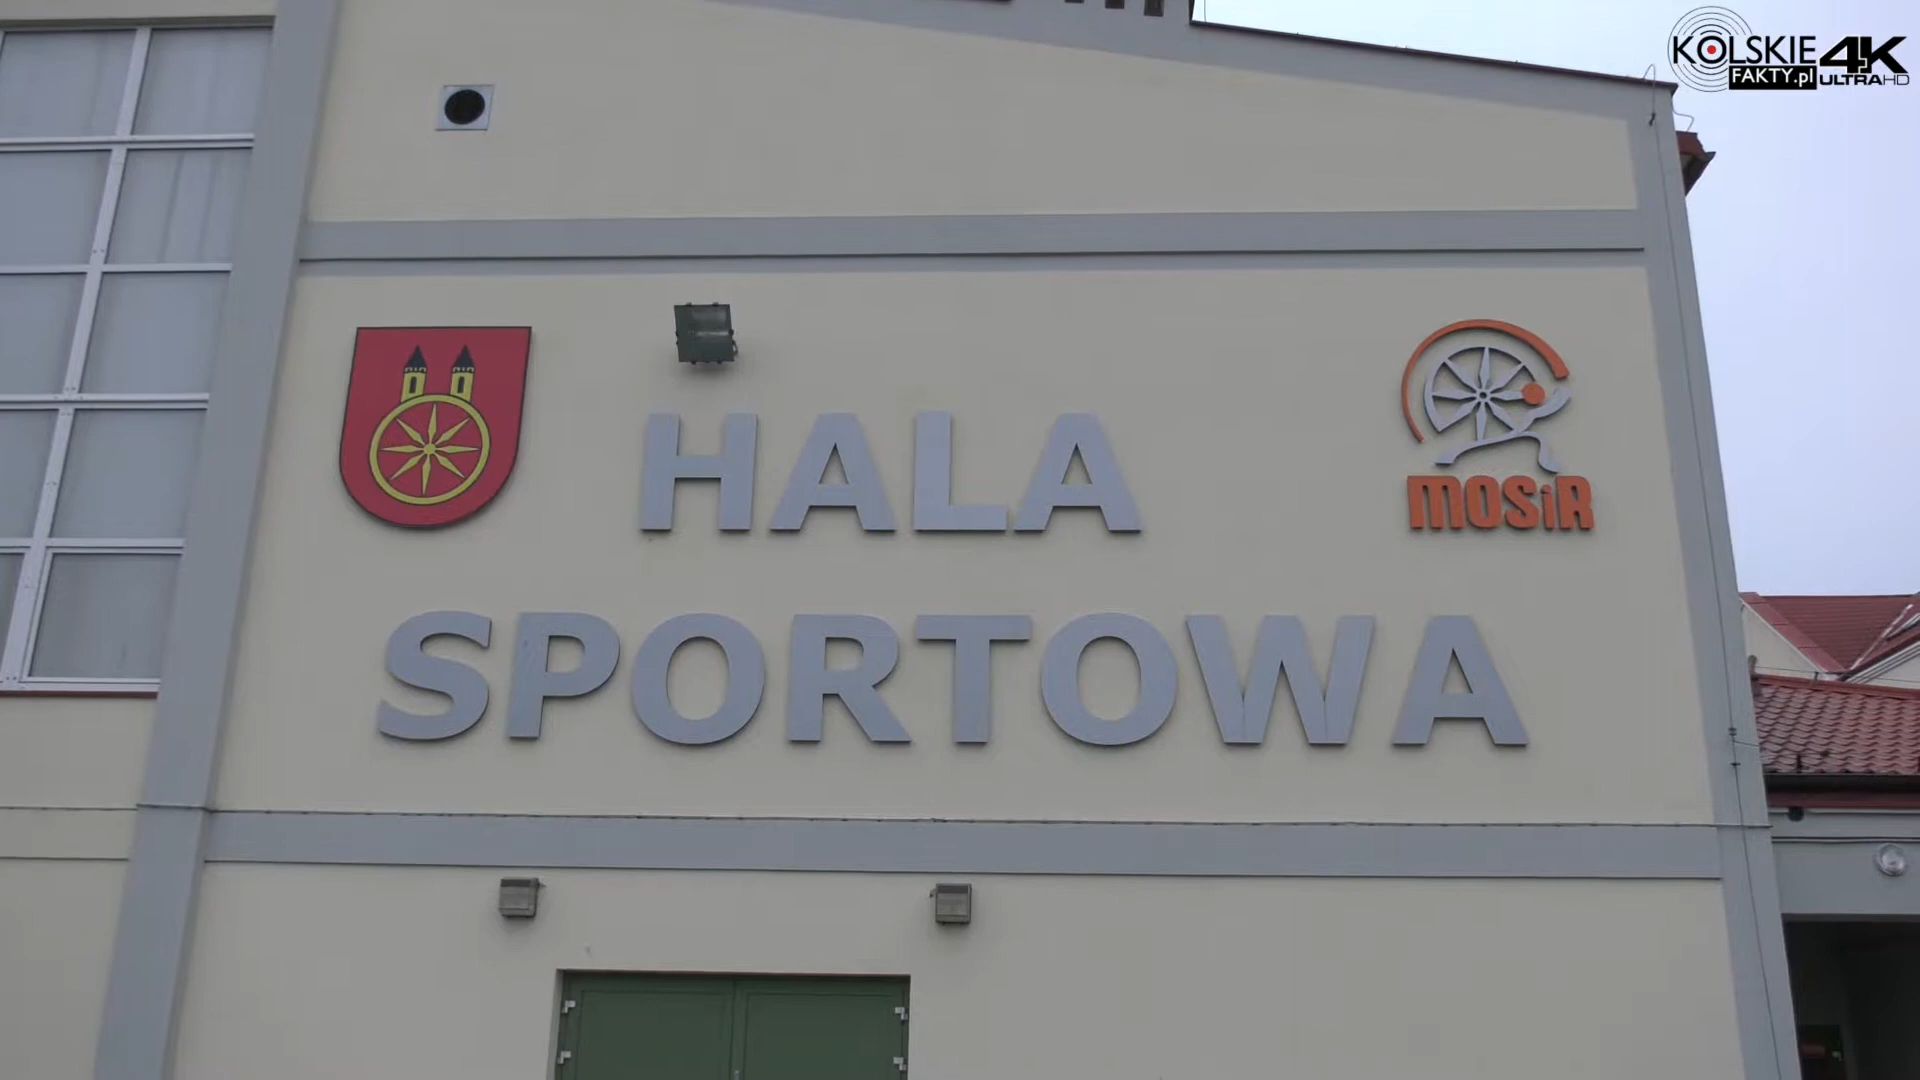 KOLSKIE 4K
FAKTY.pl ULTRAHD
HALA
MOSiR
SPORTOWA